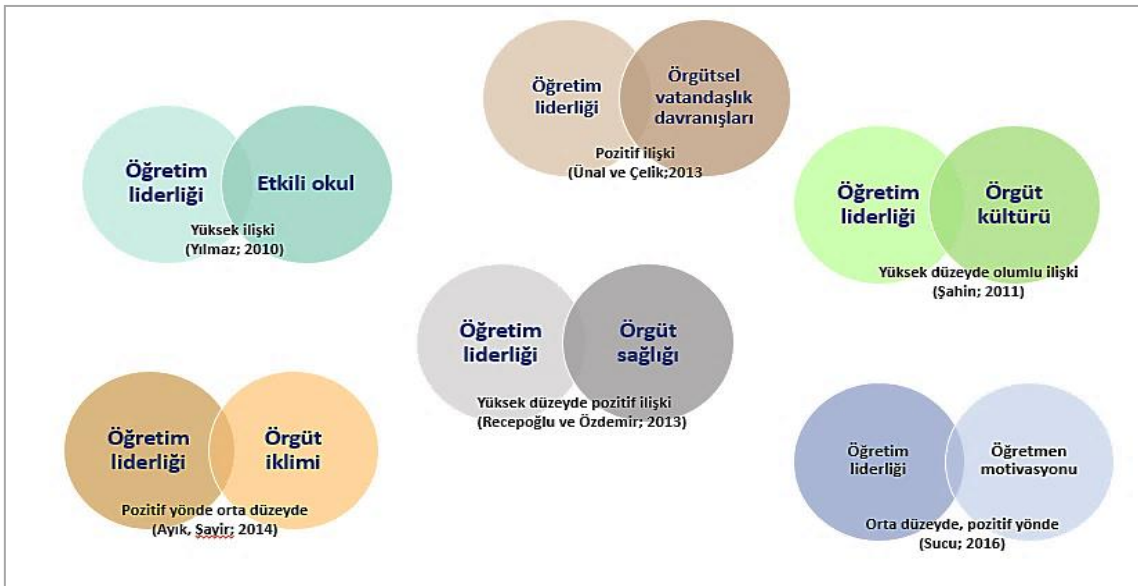 Öğretim
liderliği
Örgütsel
vatandaşlık
davranışları
Pozitif ilişki
(Ünal ve Çelik;2013
Öğretim
liderliği
Etkili okul
Yüksek ilişki
(Yılmaz; 2010)
Öğretim
liderliği
Örgüt
kültürü
Yüksek düzeyde olumlu ilişki
(Şahin; 2011)
Öğretim
liderliği
Örgüt
sağlığı
Yüksek düzeyde pozitif ilişki
(Recepoğlu ve Özdemir; 2013)
Öğretim
liderliği
Örgüt
iklimi
Pozitif yönde orta düzeyde
(Ayık, Şayir; 2014)
Öğretim
liderliği
Öğretmen
motivasyonu
Orta düzeyde, pozitif yönde
(Sucu; 2016)